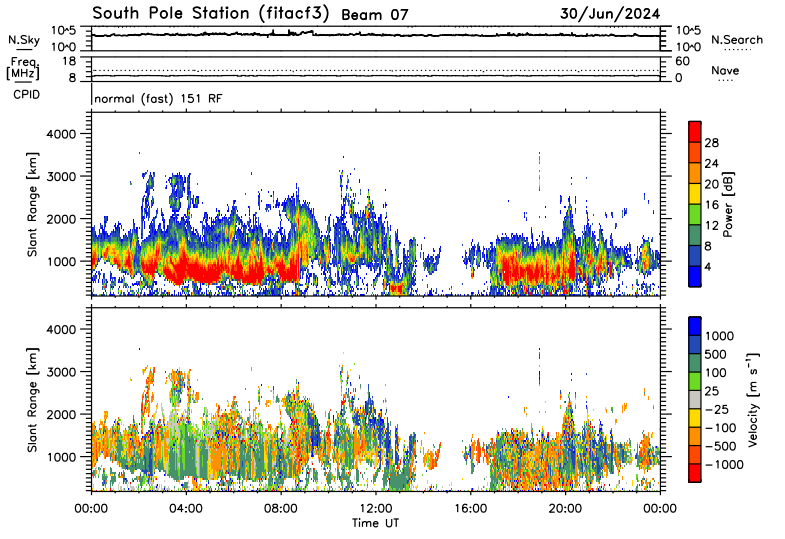 South Pole Station (fitacf3) Beam 07 30/Jun/2024
N.Sky 10^5 10^0 10^5 10^0 N.Search
Freq. [MHz] 18 8 60 0 Nave
CPID normal (fast) 151 RF
Slant Range [km]
4000
3000
2000
1000
28
24
20
16
12
8
4
Power [dB]
Slant Range [km]
4000
3000
2000
1000
1000
500
100
25
−25
−100
−500
−1000
Velocity [m s⁻¹]
00:00 04:00 08:00 12:00 16:00 20:00 00:00
Time UT